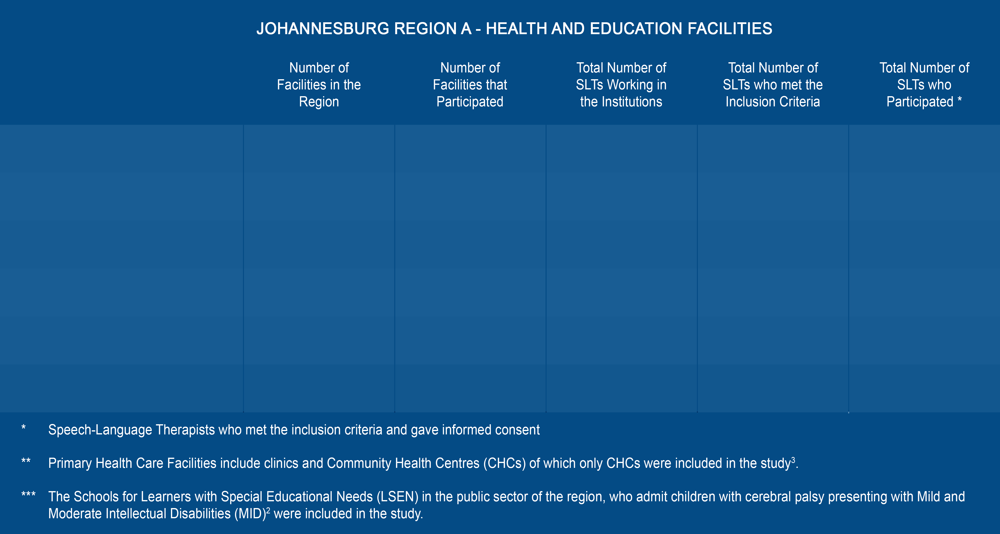 JOHANNESBURG REGION A - HEALTH AND EDUCATION FACILITIES
Number of
Facilities in the
Region
Number of
Facilities that
Participated
Total Number of
SLTs Working in
the Institutions
Total Number of
SLTs who met the
Inclusion Criteria
Total Number of
SLTs who
Participated *
* Speech-Language Therapists who met the inclusion criteria and gave informed consent
** Primary Health Care Facilities include clinics and Community Health Centres (CHCs) of which only CHCs were included in the study³.
*** The Schools for Learners with Special Educational Needs (LSEN) in the public sector of the region, who admit children with cerebral palsy presenting with Mild and
Moderate Intellectual Disabilities (MID)² were included in the study.